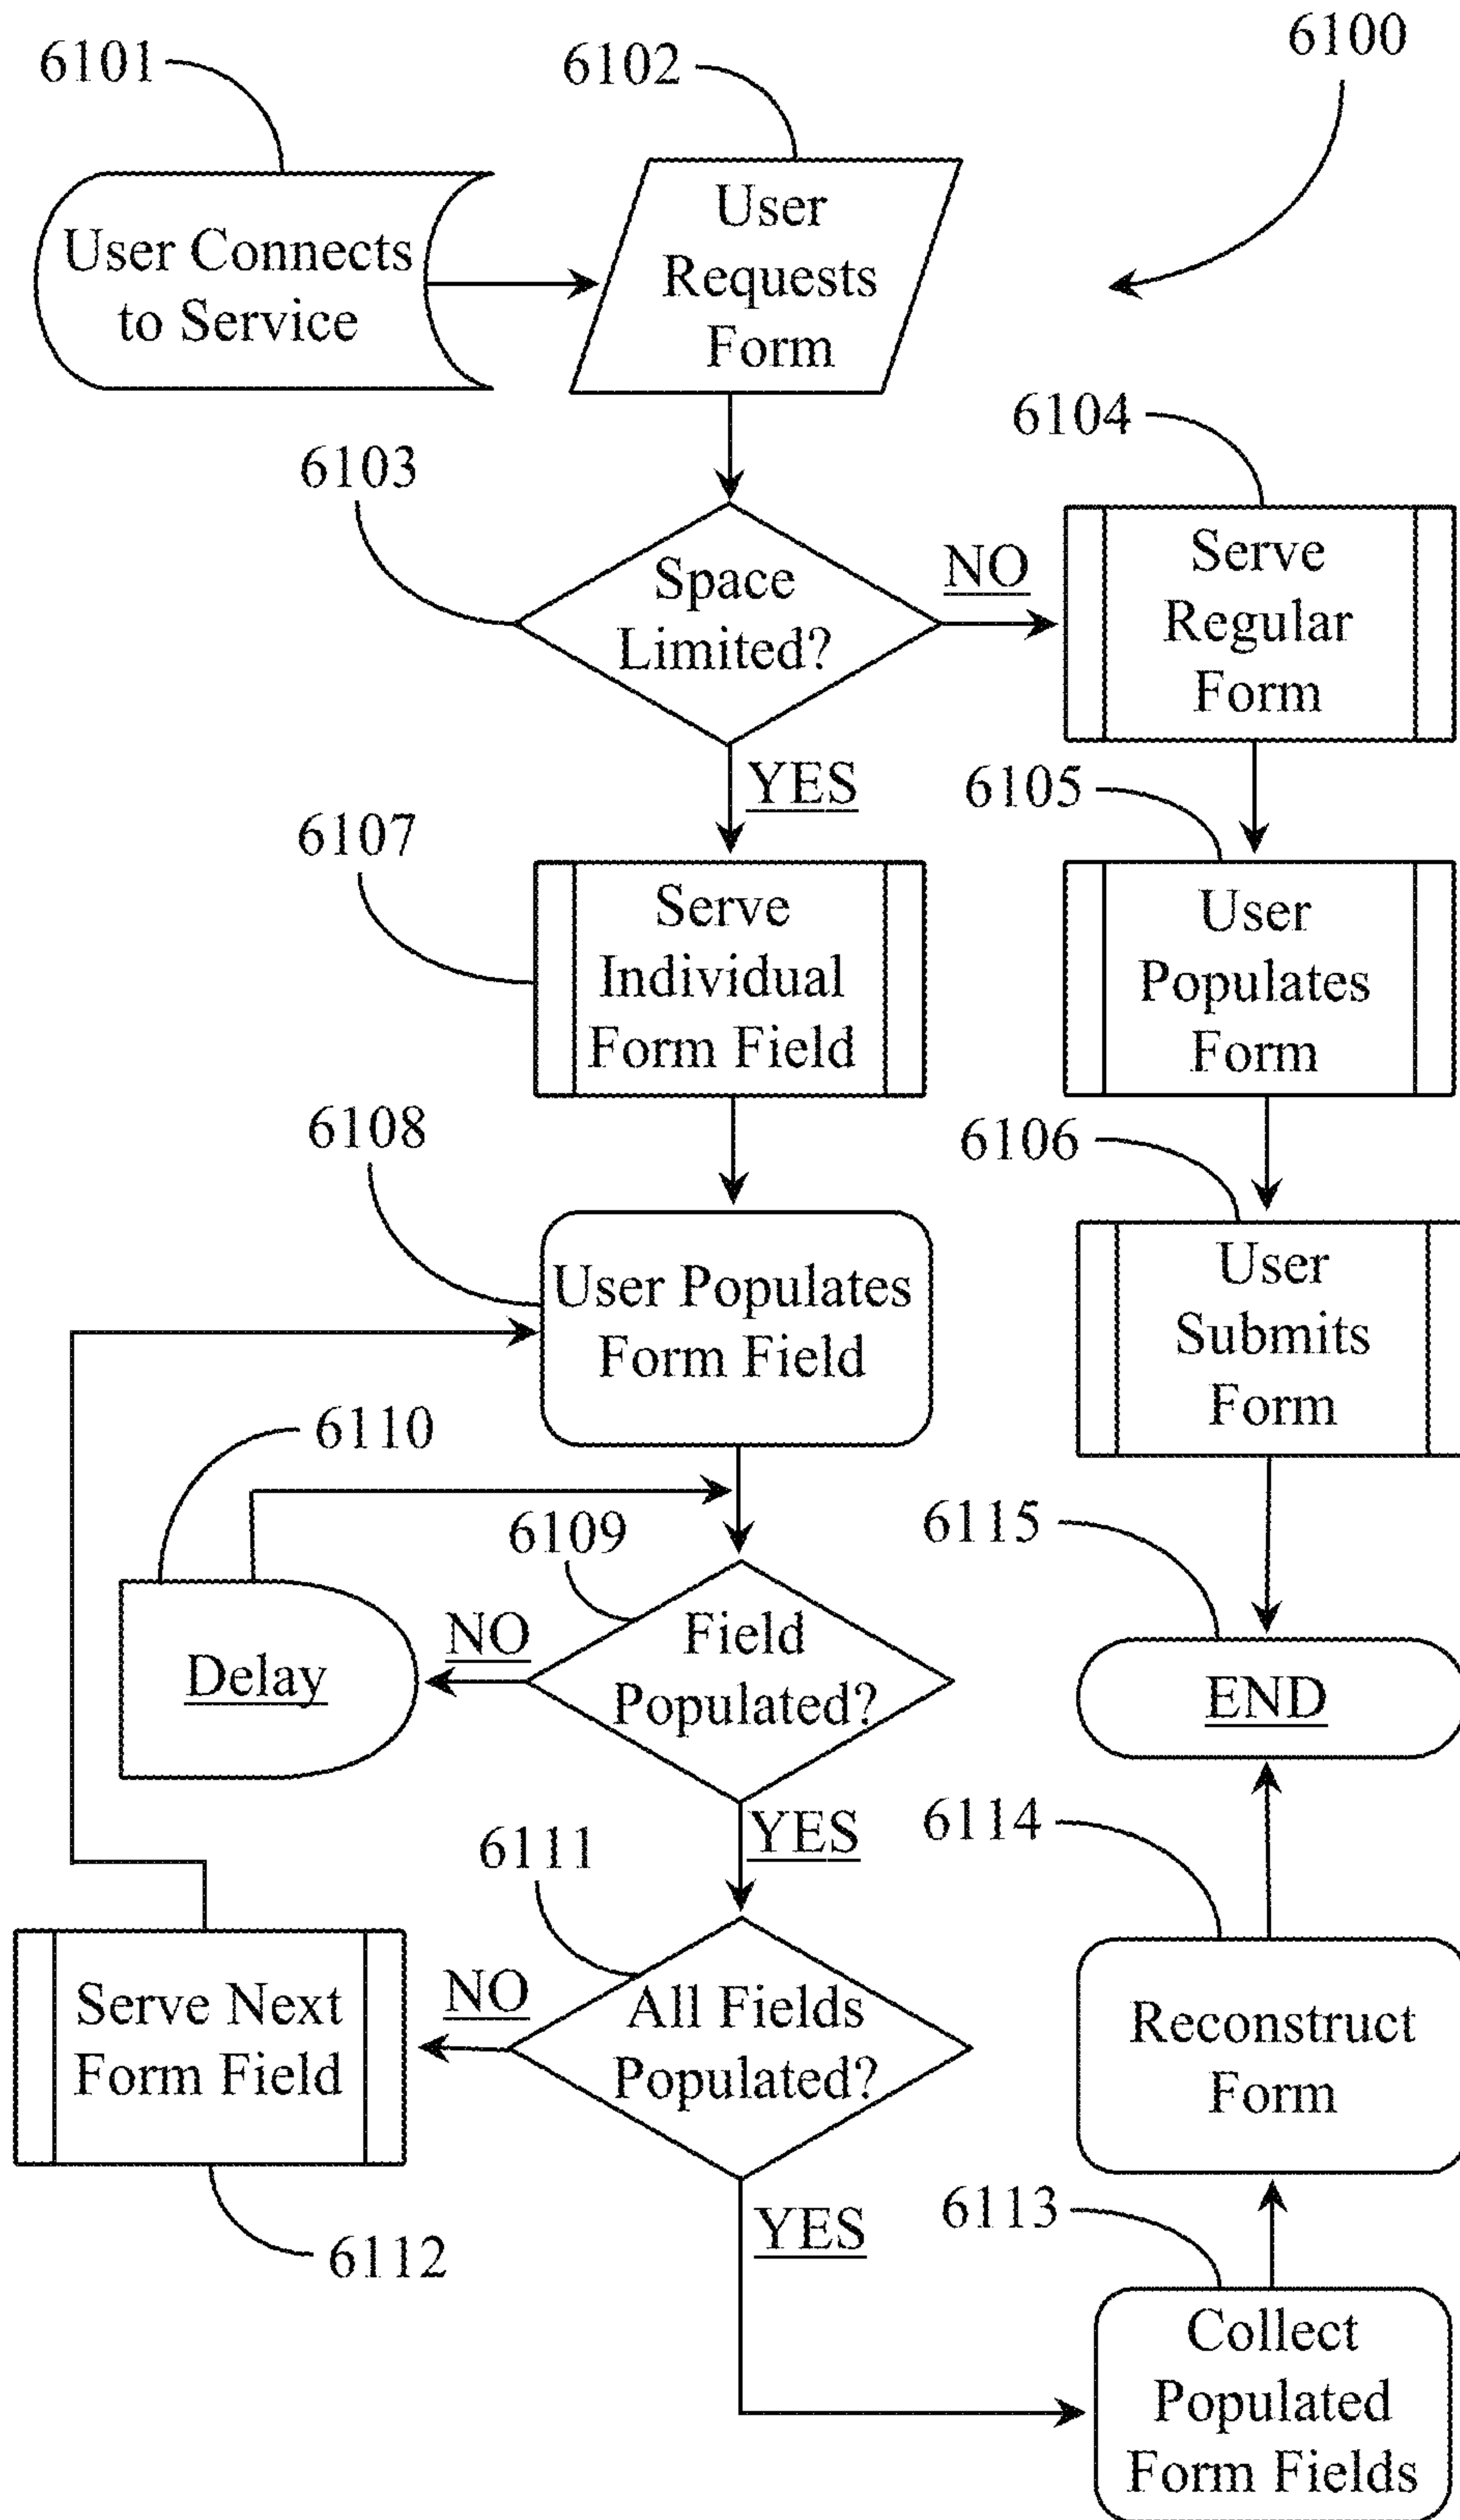 6100
6101
6102
User Connects
to Service
User
Requests
Form
6103
6104
Space
Limited?
NO
Serve
Regular
Form
YES
6105
6107
Serve
Individual
Form Field
User
Populates
Form
6108
6106
User Populates
Form Field
User
Submits
Form
6110
6109
6115
Delay
NO
Field
Populated?
END
YES
6111
6114
Serve Next
Form Field
NO
All Fields
Populated?
Reconstruct
Form
6112
YES
6113
Collect
Populated
Form Fields